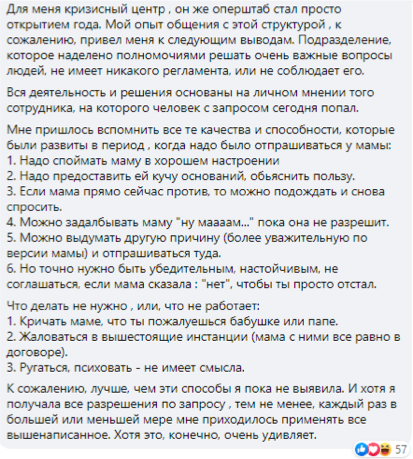 Для меня кризисный центр , он же оперштаб стал просто
открытием года. Мой опыт общения с этой структурой , к
сожалению, привел меня к следующим выводам. Подразделение,
которое наделено полномочиями решать очень важные вопросы
людей, не имеет никакого регламента, или не соблюдает его.
Вся деятельность и решения основаны на личном мнении того
сотрудника, на которого человек с запросом сегодня попал.
Мне пришлось вспомнить все те качества и способности, которые
были развиты в период , когда надо было отпрашиваться у мамы:
1. Надо споймать маму в хорошем настроении
2. Надо предоставить ей кучу оснований, обьяснить пользу.
3. Если мама прямо сейчас против, то можно подождать и снова
спросить.
4. Можно задалбывать маму "ну маааам..." пока она не разрешит.
5. Можно выдумать другую причину (более уважительную по
версии мамы) и отпрашиваться туда.
6. Но точно нужно быть убедительным, настойчивым, не
соглашаться, если мама сказала : "нет", чтобы ты просто отстал.
Что делать не нужно , или, что не работает:
1. Кричать маме, что ты пожалуешься бабушке или папе.
2. Жаловаться в вышестоящие инстанции (мама с ними все равно в
договоре).
3. Ругаться, психовать - не имеет смысла.
К сожалению, лучше, чем эти способы я пока не выявила. И хотя я
получала все разрешения по запросу , тем не менее, каждый раз в
большей или меньшей мере мне приходилось применять все
вышенаписанное. Хотя это, конечно, очень удивляет.
57